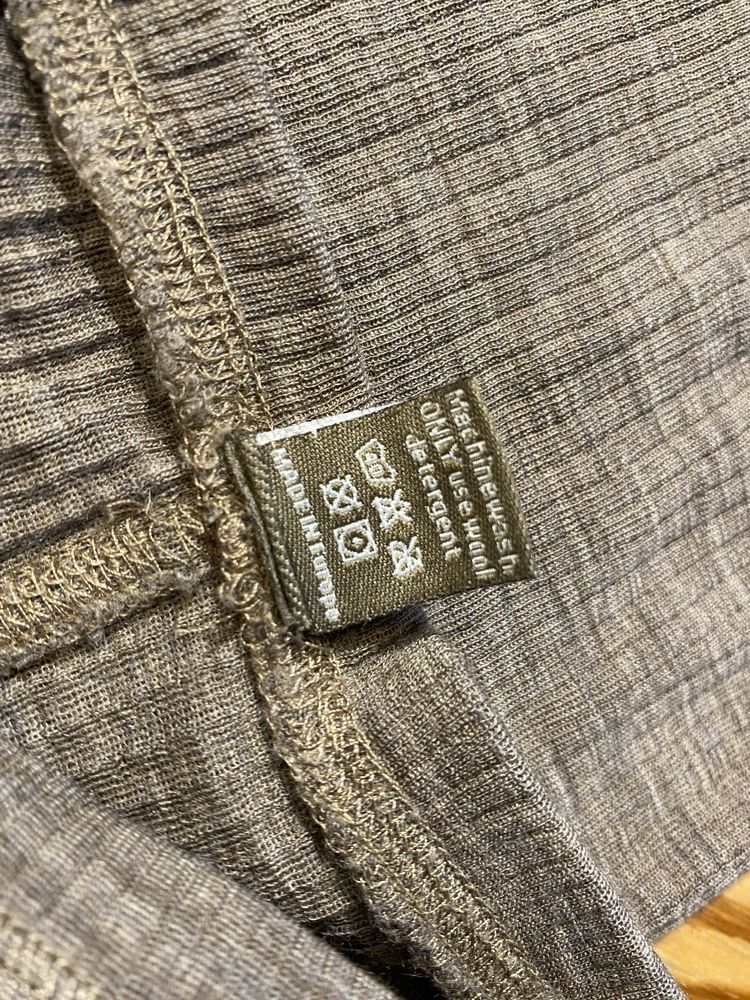 Machinewash
ONLY use wool
detergent
MADE IN Europe